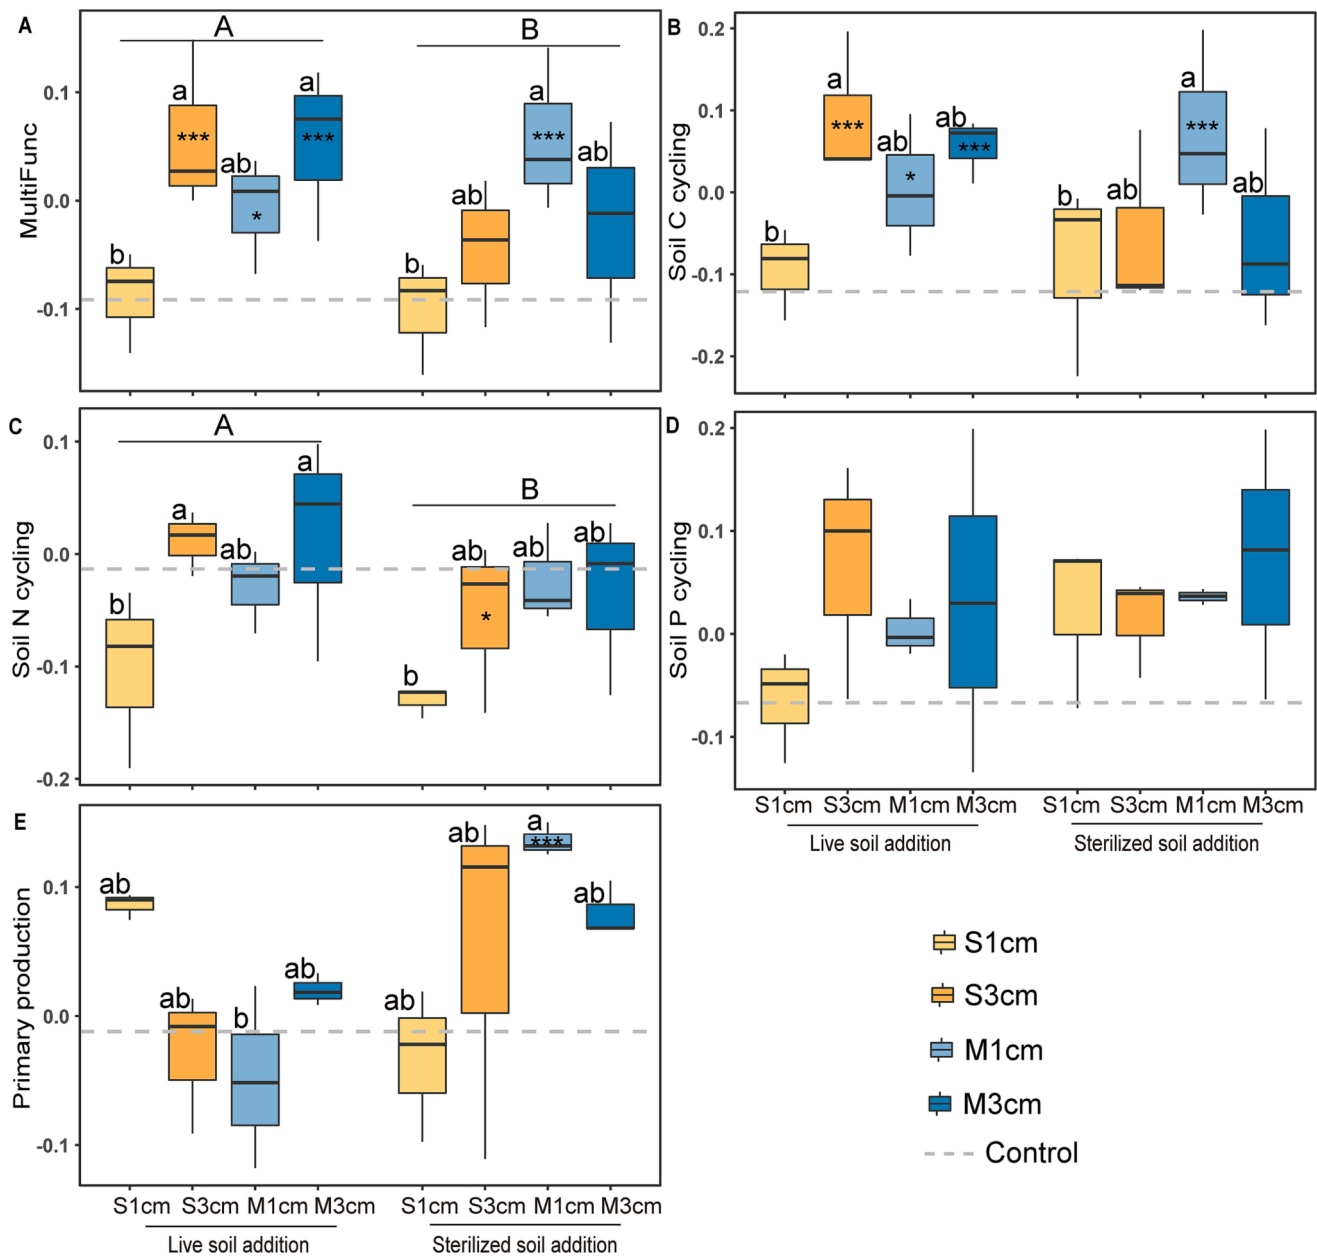 A
MultiFunc
0.1
0.0
-0.1
A
B
b
a
***
ab
*
a
***
b
ab
a
***
ab
B
Soil C cycling
0.2
0.1
0.0
-0.1
-0.2
b
a
***
ab
*
ab
***
b
ab
a
***
ab
C
Soil N cycling
0.1
0.0
-0.1
-0.2
A
B
b
a
ab
a
b
ab
*
ab
ab
D
Soil P cycling
0.2
0.1
0.0
-0.1
S1cm S3cm M1cm M3cm S1cm S3cm M1cm M3cm
Live soil addition Sterilized soil addition
E
Primary production
0.1
0.0
-0.1
ab
ab
b
ab
ab
ab
a
***
ab
S1cm S3cm M1cm M3cm S1cm S3cm M1cm M3cm
Live soil addition Sterilized soil addition
S1cm
S3cm
M1cm
M3cm
Control